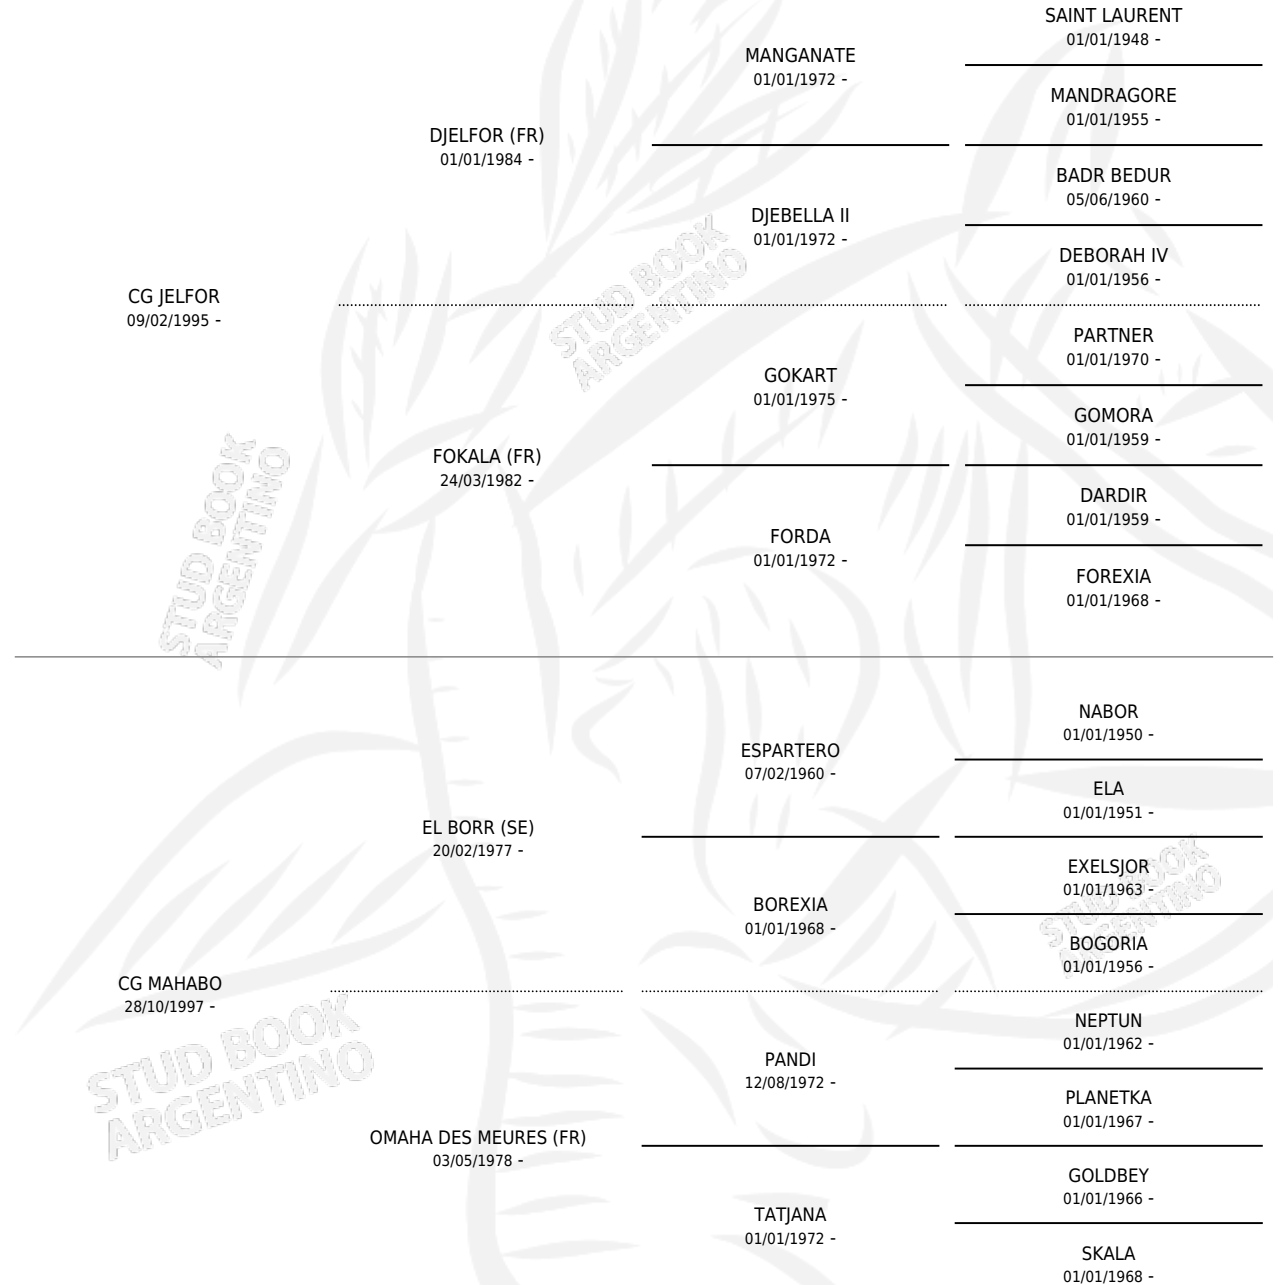 SAINT LAURENT
01/01/1948 -
MANGANATE
01/01/1972 -
MANDRAGORE
01/01/1955 -
DJELFOR (FR)
01/01/1984 -
BADR BEDUR
05/06/1960 -
DJEBELLA II
01/01/1972 -
DEBORAH IV
01/01/1956 -
CG JELFOR
09/02/1995 -
STUD BOOK
ARGENTINO
PARTNER
01/01/1970 -
GOKART
01/01/1975 -
GOMORA
01/01/1959 -
FOKALA (FR)
24/03/1982 -
DARDIR
01/01/1959 -
FORDA
01/01/1972 -
FOREXIA
01/01/1968 -
STUD BOOK
ARGENTINO
NABOR
01/01/1950 -
ESPARTERO
07/02/1960 -
ELA
01/01/1951 -
EL BORR (SE)
20/02/1977 -
EXELSJOR
01/01/1963 -
BOREXIA
01/01/1968 -
BOGORIA
01/01/1956 -
STUD BOOK
ARGENTINO
CG MAHABO
28/10/1997 -
NEPTUN
01/01/1962 -
PANDI
12/08/1972 -
PLANETKA
01/01/1967 -
STUD BOOK
ARGENTINO
OMAHA DES MEURES (FR)
03/05/1978 -
GOLDBEY
01/01/1966 -
TATJANA
01/01/1972 -
SKALA
01/01/1968 -